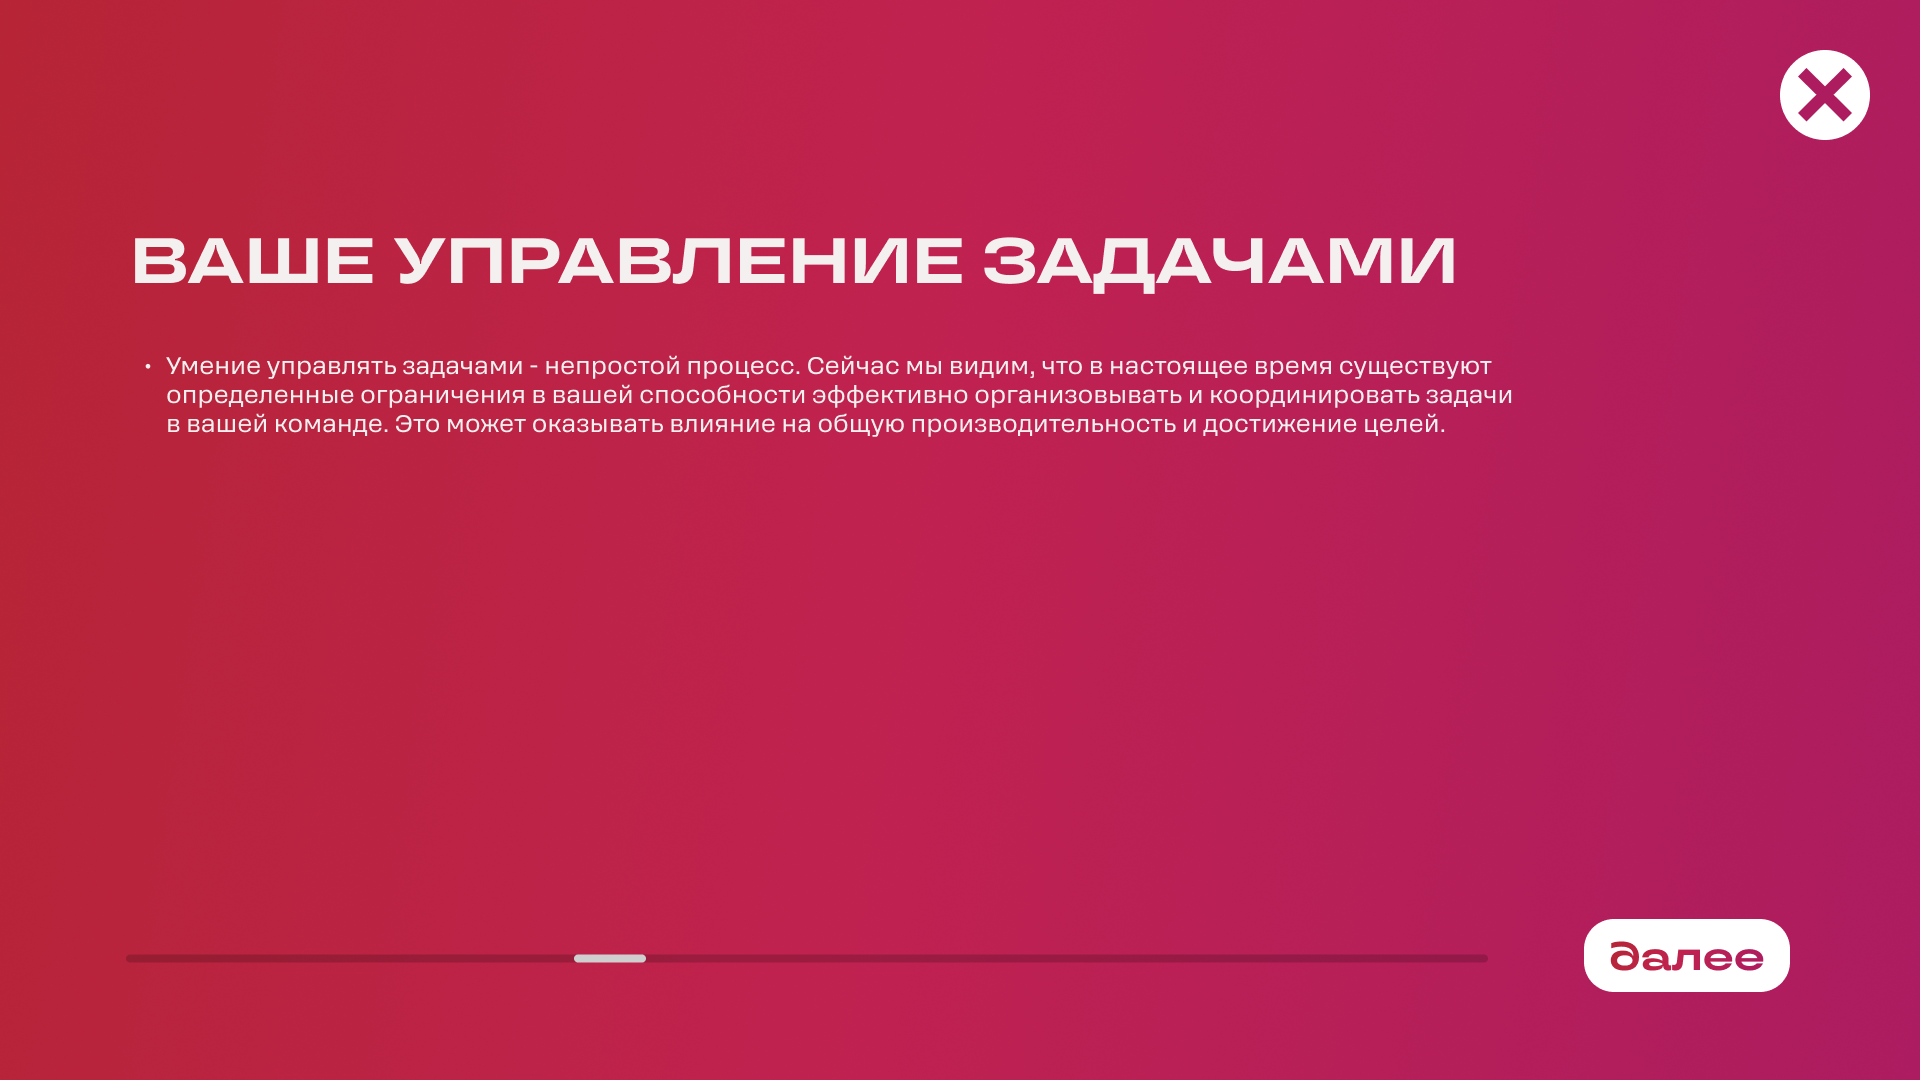 ВАШЕ УПРАВЛЕНИЕ ЗАДАЧАМИ
• Умение управлять задачами - непростой процесс. Сейчас мы видим, что в настоящее время существуют
определенные ограничения в вашей способности эффективно организовывать и координировать задачи
в вашей команде. Это может оказывать влияние на общую производительность и достижение целей.
далее